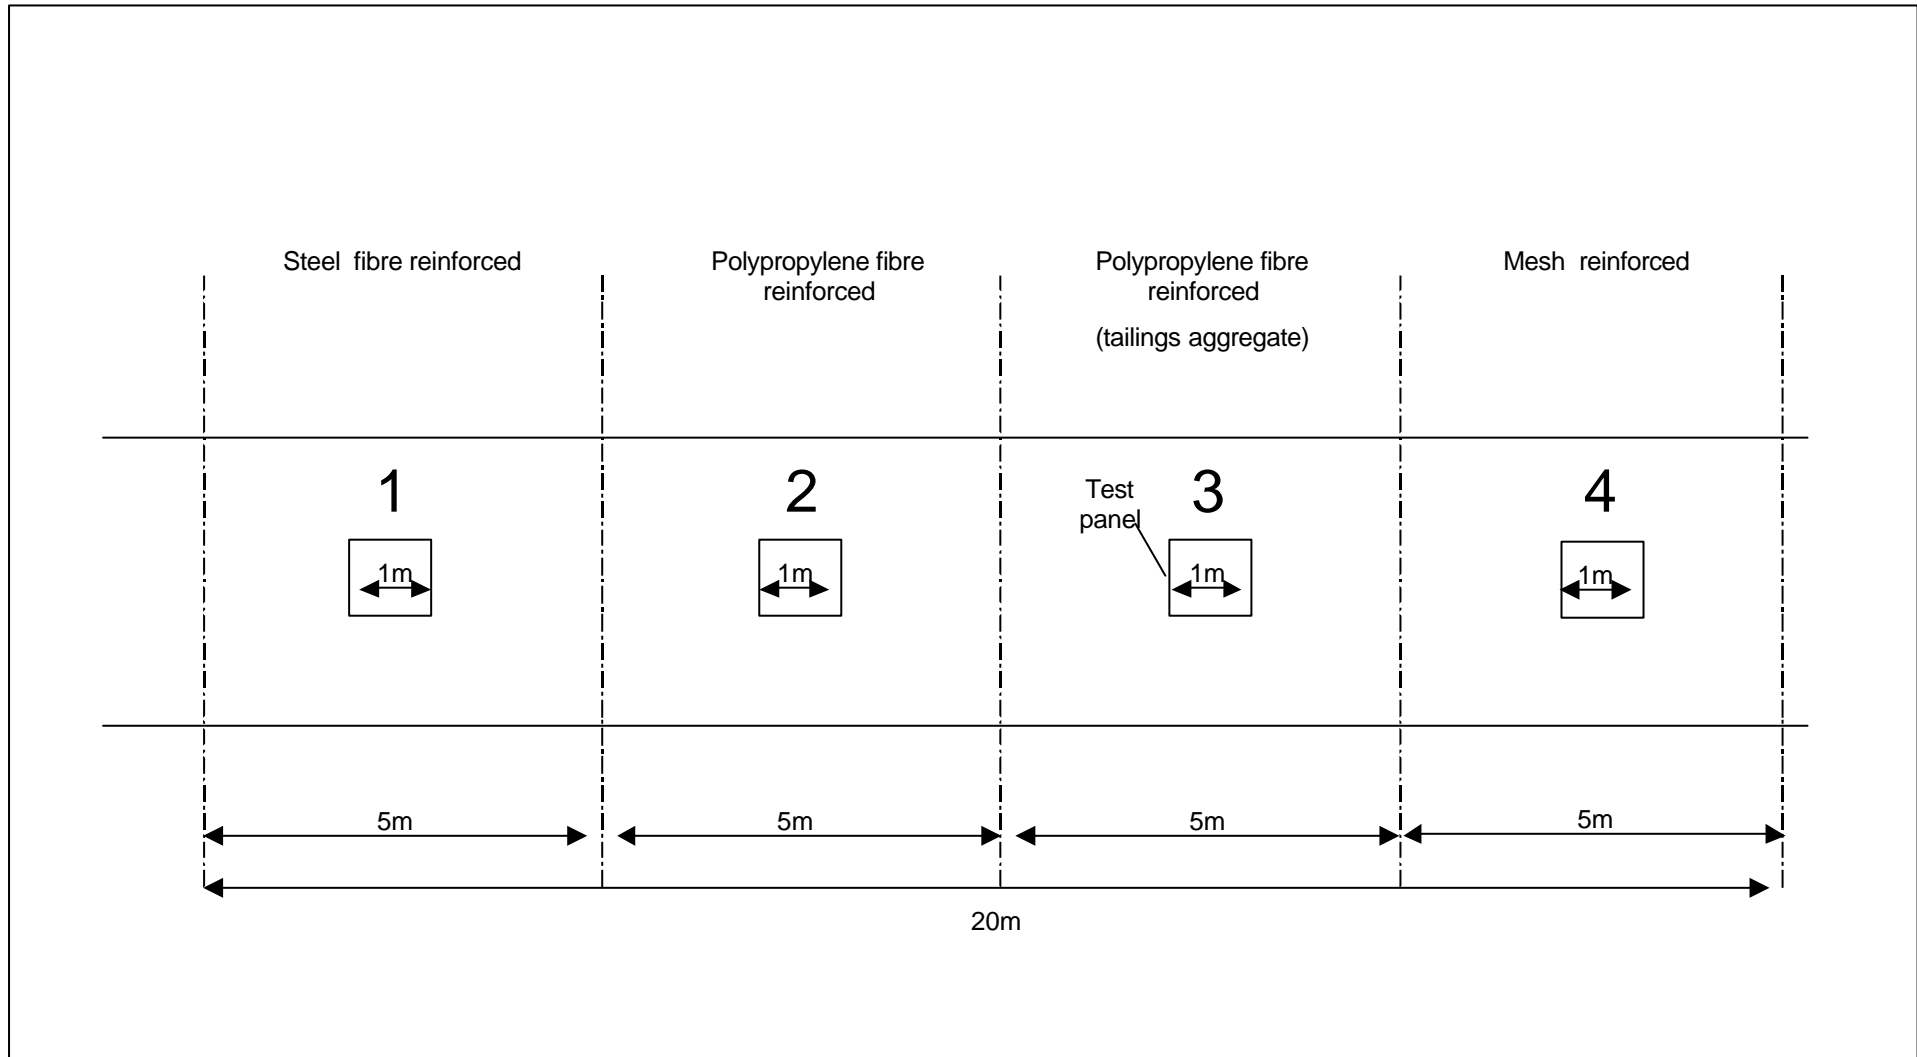 Steel fibre reinforced
Polypropylene fibre
reinforced
Polypropylene fibre
reinforced
(tailings aggregate)
Mesh reinforced
1
2
Test
panel
3
4
1m
1m
1m
1m
5m
5m
5m
5m
20m